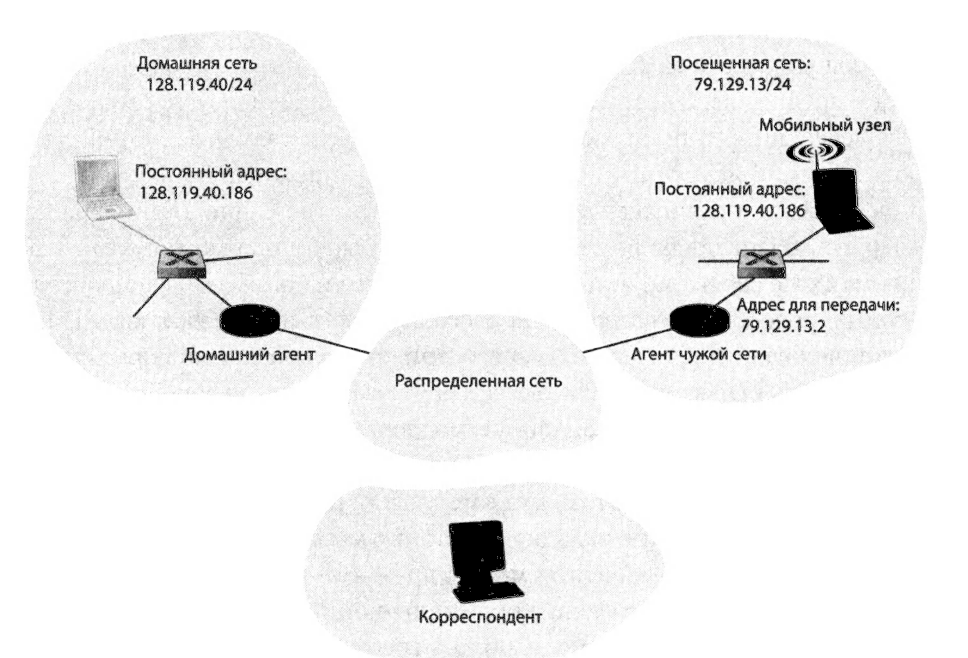 Домашняя сеть
128.119.40/24
Постоянный адрес:
128.119.40.186
Домашний агент
Посещенная сеть:
79.129.13/24
Мобильный узел
Постоянный адрес:
128.119.40.186
Адрес для передачи:
79.129.13.2
Агент чужой сети
Распределенная сеть
Корреспондент